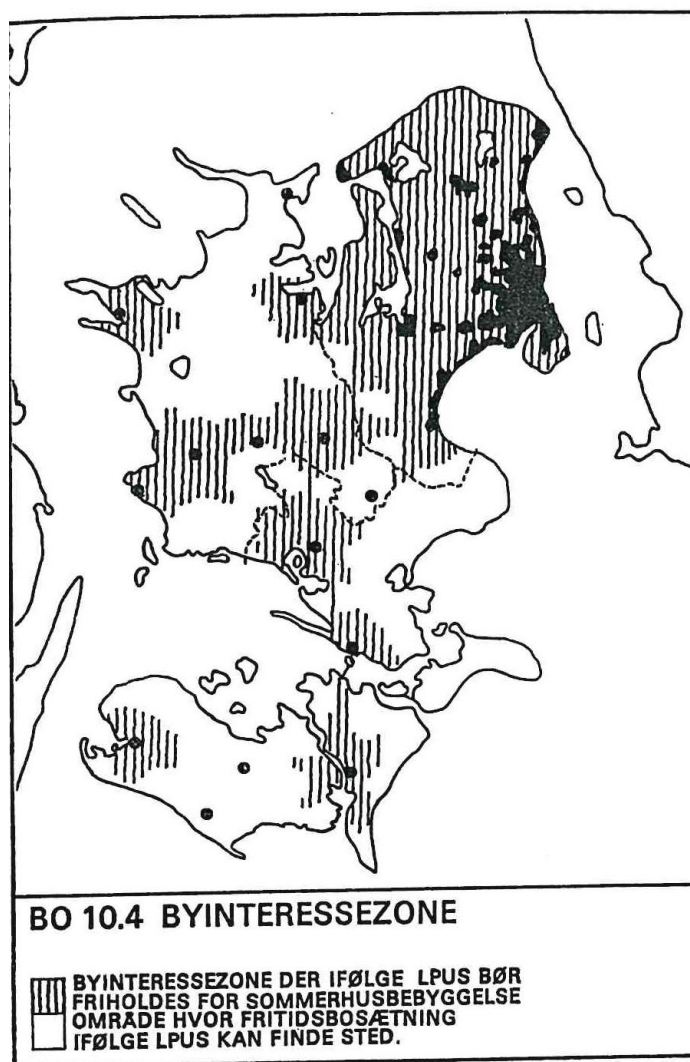 BO 10.4 BYINTERESSEZONE
BYINTERESSEZONE DER IFØLGE LPUS BØR
FRIHOLDES FOR SOMMERHUSBEBYGGELSE
OMRÅDE HVOR FRITIDSBOSÆTNING
IFØLGE LPUS KAN FINDE STED.